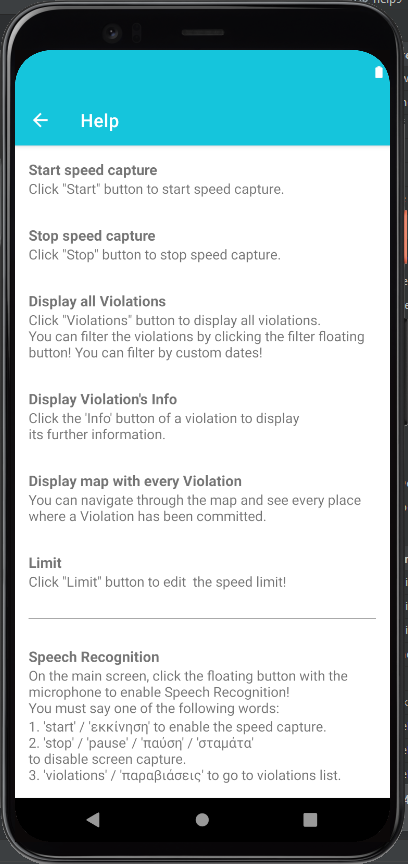 Help
Start speed capture
Click "Start" button to start speed capture.
Stop speed capture
Click "Stop" button to stop speed capture.
Display all Violations
Click "Violations" button to display all violations.
You can filter the violations by clicking the filter floating
button! You can filter by custom dates!
Display Violation's Info
Click the 'Info' button of a violation to display
its further information.
Display map with every Violation
You can navigate through the map and see every place
where a Violation has been committed.
Limit
Click "Limit" button to edit  the speed limit!
Speech Recognition
On the main screen, click the floating button with the
microphone to enable Speech Recognition!
You must say one of the following words:
1. 'start' / 'εκκίνηση' to enable the speed capture.
2. 'stop' / 'pause' / 'παύση' / 'σταμάτα'
to disable screen capture.
3. 'violations' / 'παραβιάσεις' to go to violations list.